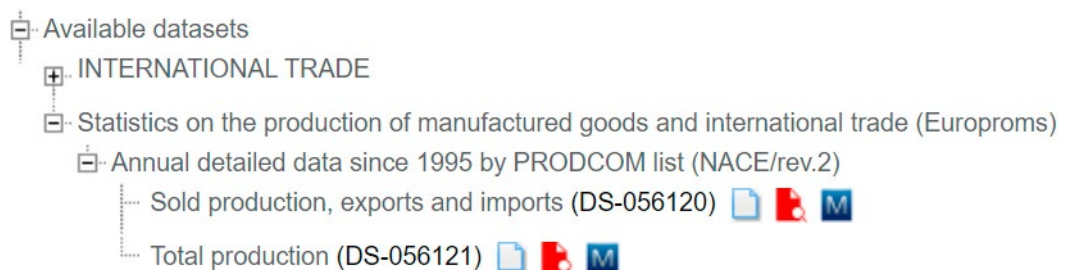 Available datasets
INTERNATIONAL TRADE
Statistics on the production of manufactured goods and international trade (Europroms)
Annual detailed data since 1995 by PRODCOM list (NACE/rev.2)
Sold production, exports and imports (DS-056120) M
Total production (DS-056121) M